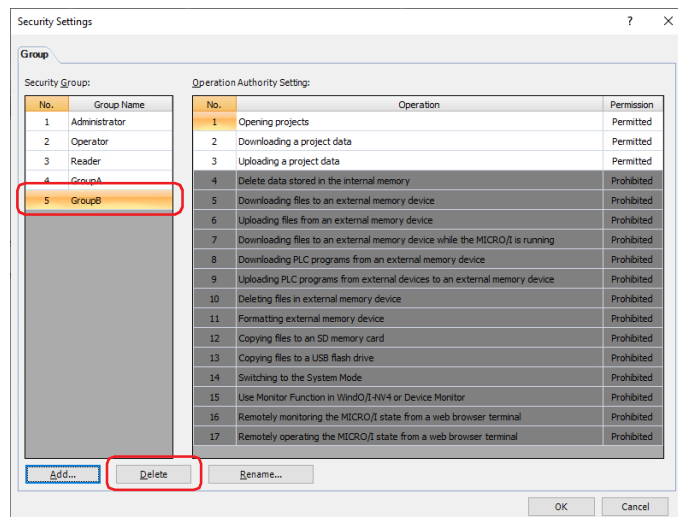 Security Settings ? ×
Group
Security Group: Operation Authority Setting:
No. Group Name No. Operation Permission
1 Administrator 1 Opening projects Permitted
2 Operator 2 Downloading a project data Permitted
3 Reader 3 Uploading a project data Permitted
4 GroupA 4 Delete data stored in the internal memory Prohibited
5 GroupB 5 Downloading files to an external memory device Prohibited
6 Uploading files from an external memory device Prohibited
7 Downloading files to an external memory device while the MICRO/I is running Prohibited
8 Downloading PLC programs from an external memory device Prohibited
9 Uploading PLC programs from external devices to an external memory device Prohibited
10 Deleting files in external memory device Prohibited
11 Formatting external memory device Prohibited
12 Copying files to an SD memory card Prohibited
13 Copying files to a USB flash drive Prohibited
14 Switching to the System Mode Prohibited
15 Use Monitor Function in WindO/I-NV4 or Device Monitor Prohibited
16 Remotely monitoring the MICRO/I state from a web browser terminal Prohibited
17 Remotely operating the MICRO/I state from a web browser terminal Prohibited
Add... Delete Rename...
OK Cancel